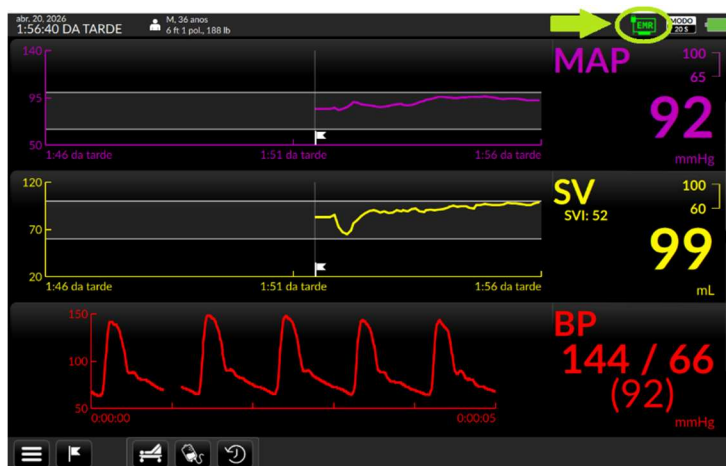 abr. 20, 2026
1:56:40 DA TARDE
M, 36 anos
6 ft 1 pol., 188 lb
EMR
MODO
20 S
140
95
50
1:46 da tarde
1:51 da tarde
1:56 da tarde
MAP
100
65
92
mmHg
120
70
20
1:46 da tarde
1:51 da tarde
1:56 da tarde
SV
SVI: 52
100
60
99
mL
150
100
50
0:00:00
0:00:05
BP
144 / 66
(92)
mmHg